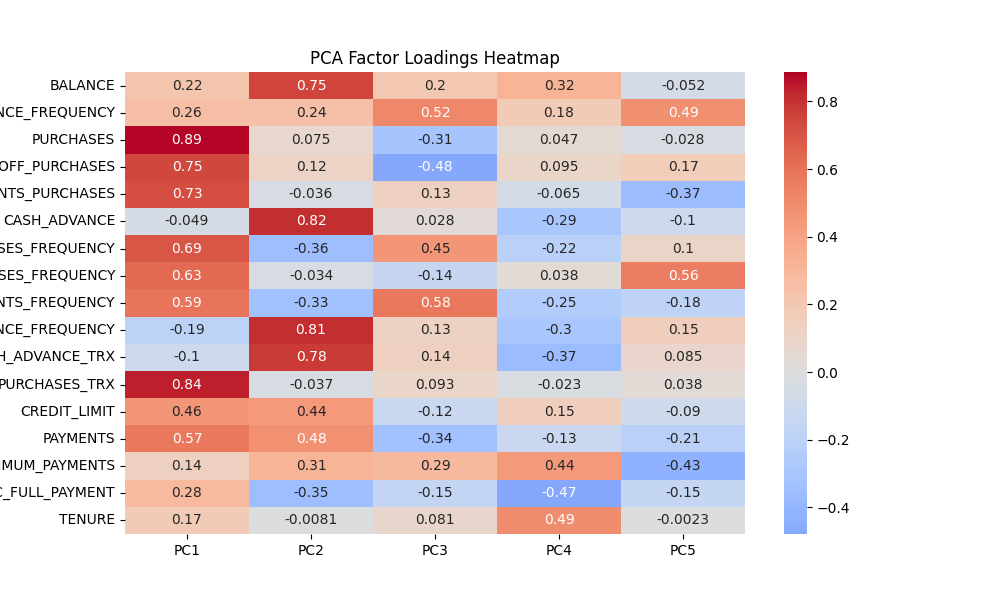 PCA Factor Loadings Heatmap
BALANCE 0.22 0.75 0.2 0.32 -0.052
NCE_FREQUENCY 0.26 0.24 0.52 0.18 0.49
PURCHASES 0.89 0.075 -0.31 0.047 -0.028
OFF_PURCHASES 0.75 0.12 -0.48 0.095 0.17
NTS_PURCHASES 0.73 -0.036 0.13 -0.065 -0.37
CASH_ADVANCE -0.049 0.82 0.028 -0.29 -0.1
SES_FREQUENCY 0.69 -0.36 0.45 -0.22 0.1
SES_FREQUENCY 0.63 -0.034 -0.14 0.038 0.56
NTS_FREQUENCY 0.59 -0.33 0.58 -0.25 -0.18
NCE_FREQUENCY -0.19 0.81 0.13 -0.3 0.15
H_ADVANCE_TRX -0.1 0.78 0.14 -0.37 0.085
PURCHASES_TRX 0.84 -0.037 0.093 -0.023 0.038
CREDIT_LIMIT 0.46 0.44 -0.12 0.15 -0.09
PAYMENTS 0.57 0.48 -0.34 -0.13 -0.21
IMUM_PAYMENTS 0.14 0.31 0.29 0.44 -0.43
C_FULL_PAYMENT 0.28 -0.35 -0.15 -0.47 -0.15
TENURE 0.17 -0.0081 0.081 0.49 -0.0023
PC1 PC2 PC3 PC4 PC5
0.8
0.6
0.4
0.2
0.0
−0.2
−0.4